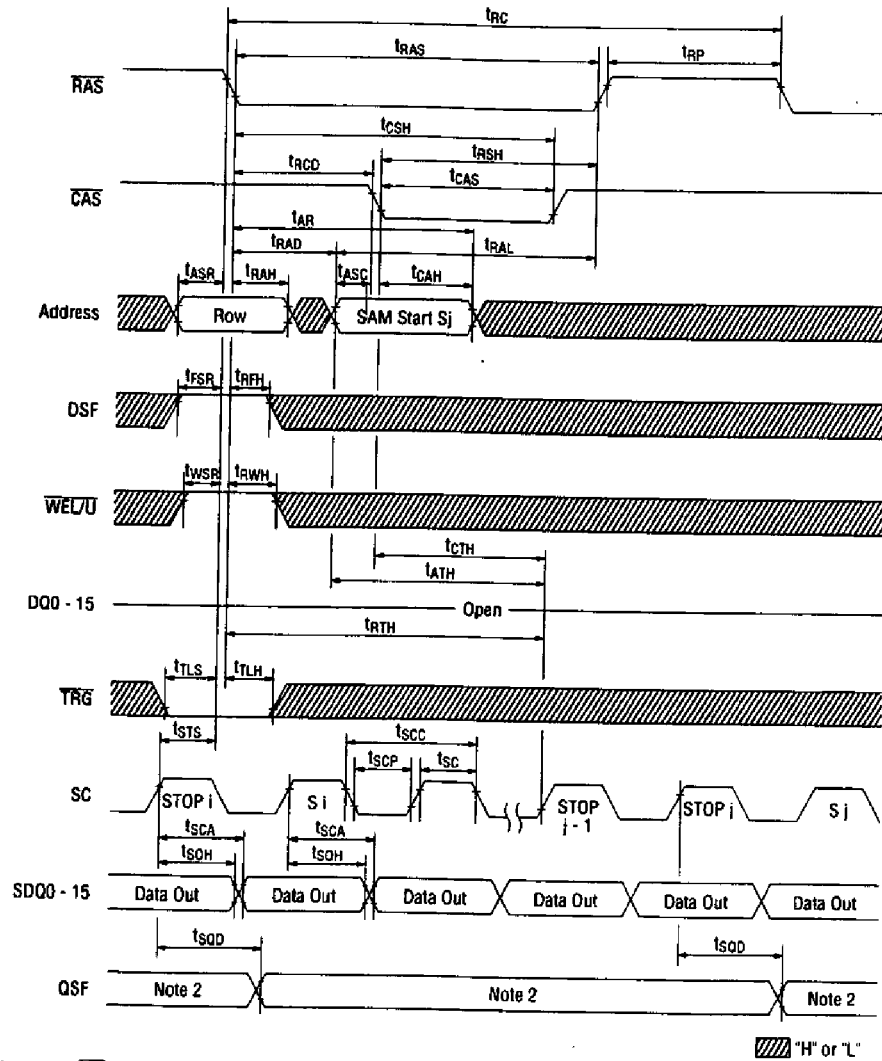 tRC
tRAS
tRP
RAS
tCSH
tRSH
tRCD
tCAS
CAS
tAR
tRAD
tRAL
tASR
tRAH
tASC
tCAH
Address
Row
SAM Start Sj
tFSR
tRFH
DSF
tWSR
tRWH
WEL/U
tCTH
tATH
DQ0 - 15
Open
tRTH
tTLS
tTLH
TRG
tSTS
tSCC
tSCP
tSC
SC
STOP i
S i
STOP j - 1
STOP j
S j
tSCA
tSCA
tSQH
tSQH
SDQ0 - 15
Data Out
Data Out
Data Out
Data Out
Data Out
Data Out
tSQD
tSQD
QSF
Note 2
Note 2
Note 2
"H" or "L"